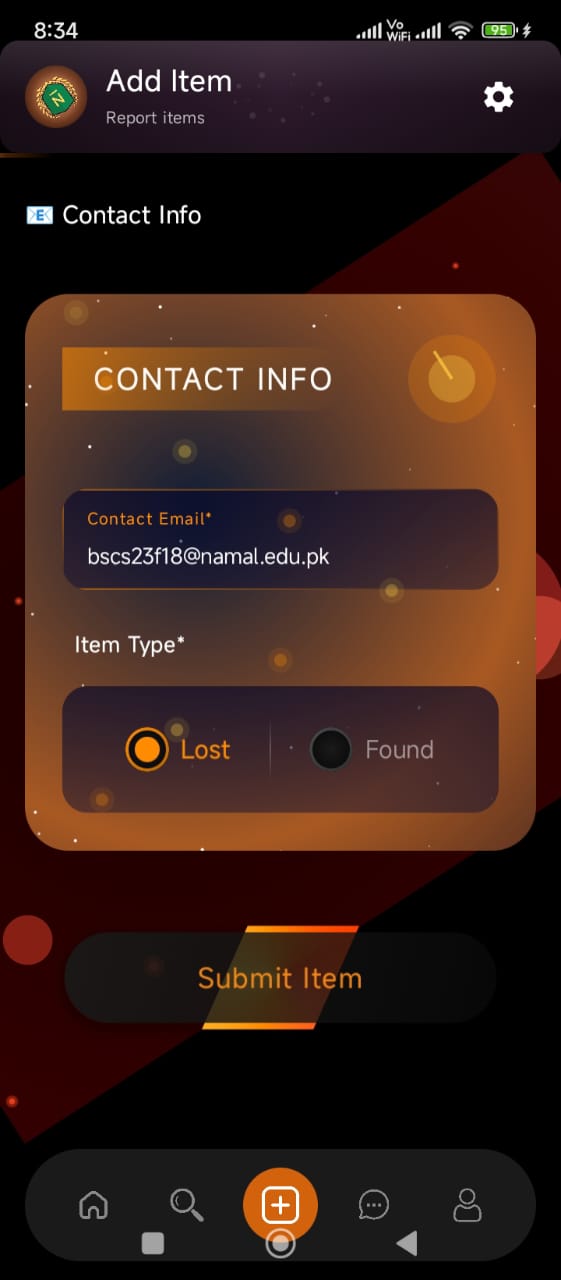 8:34
Vo
WiFi
95
Add Item
Report items
📧 Contact Info
CONTACT INFO
Contact Email*
bscs23f18@namal.edu.pk
Item Type*
Lost
Found
Submit Item